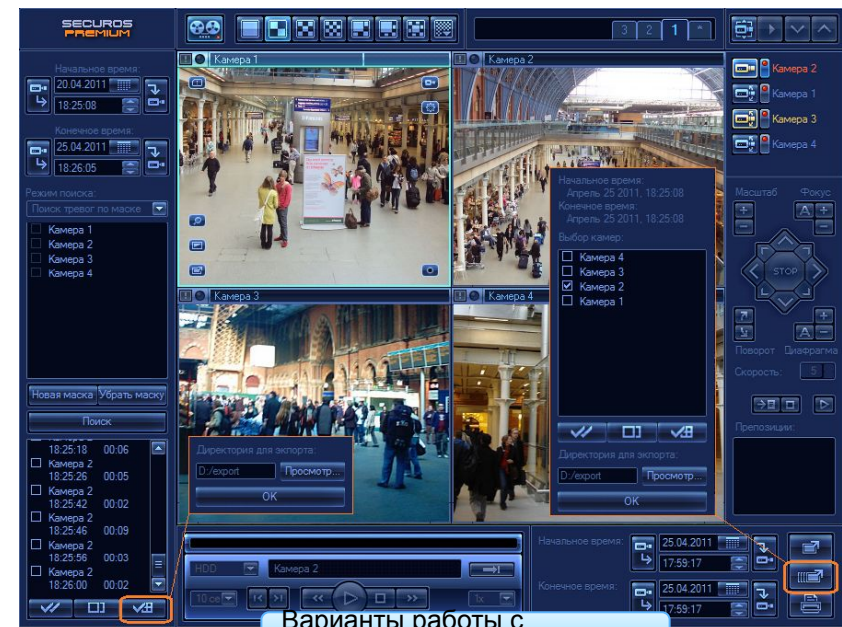 SECUROS
PREMIUM
3 2 1
Начальное время:
20.04.2011
18:25:08
Конечное время:
25.04.2011
18:26:05
Режим поиска:
Поиск тревог по маске
Камера 1
Камера 2
Камера 3
Камера 4
Новая маска Убрать маску
Поиск
18:25:18 00:06
Камера 2
18:25:26 00:05
Камера 2
18:25:42 00:02
Камера 2
18:25:46 00:09
Камера 2
18:25:56 00:03
Камера 2
18:26:00 00:02
Камера 1
Камера 2
Камера 3
Камера 4
Директория для экпорта:
D:/export Просмотр...
OK
Начальное время:
Апрель 25 2011, 18:25:08
Конечное время:
Апрель 25 2011, 18:25:08
Выбор камер:
Камера 4
Камера 3
Камера 2
Камера 1
Директория для экпорта:
D:/export Просмотр...
OK
Камера 2
Камера 1
Камера 3
Камера 4
Масштаб Фокус
A
STOP
A
Поворот Диафрагма
Скорость: 5
Препозиции:
HDD Камера 2
10 се 1x
Начальное время: 25.04.2011
17:59:17
Конечное время: 25.04.2011
17:59:17
Варианты работы с